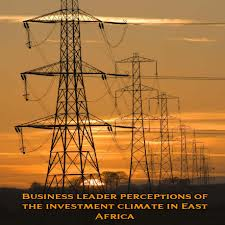 Business leader perceptions of
the investment climate in East
Africa